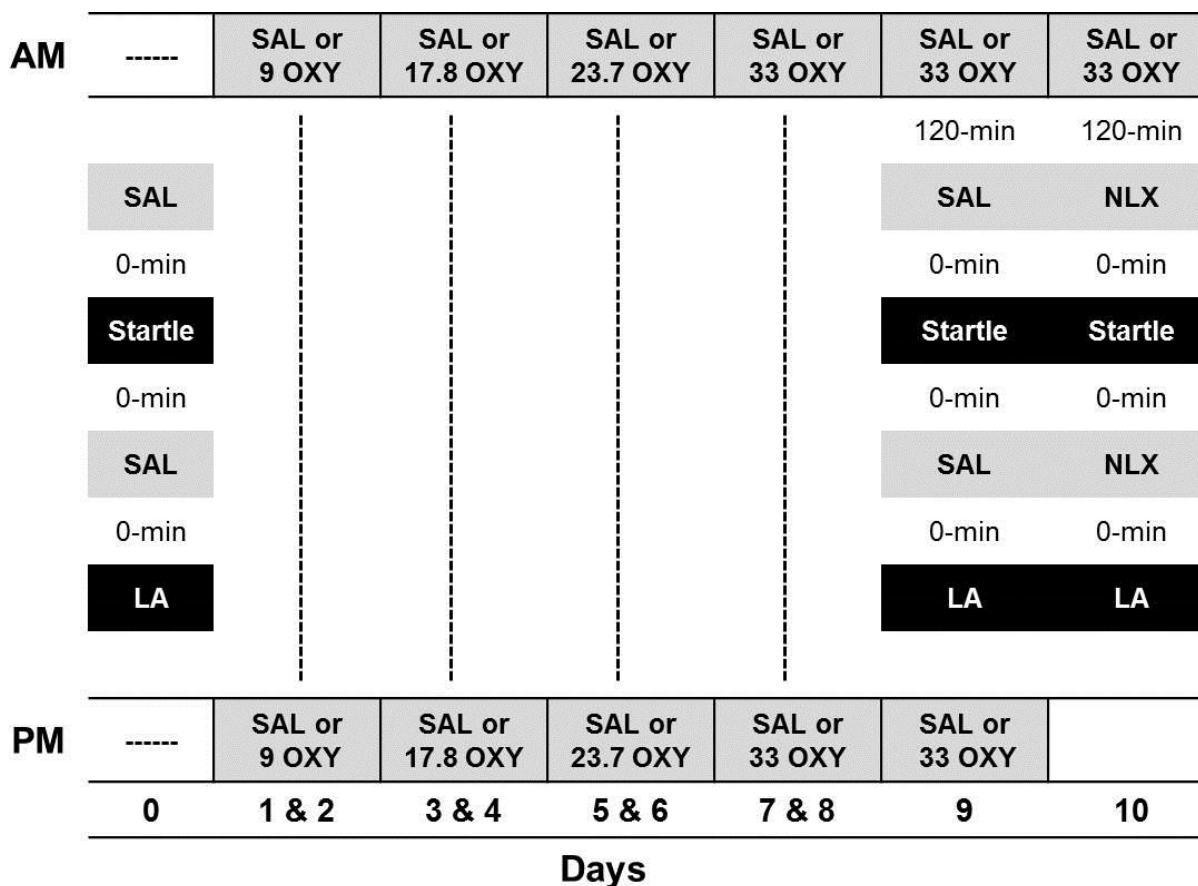 AM ------ SAL or 9 OXY SAL or 17.8 OXY SAL or 23.7 OXY SAL or 33 OXY SAL or 33 OXY SAL or 33 OXY
120-min 120-min
SAL SAL NLX
0-min 0-min 0-min
Startle Startle Startle
0-min 0-min 0-min
SAL SAL NLX
0-min 0-min 0-min
LA LA LA
PM ------ SAL or 9 OXY SAL or 17.8 OXY SAL or 23.7 OXY SAL or 33 OXY SAL or 33 OXY
0 1 & 2 3 & 4 5 & 6 7 & 8 9 10
Days